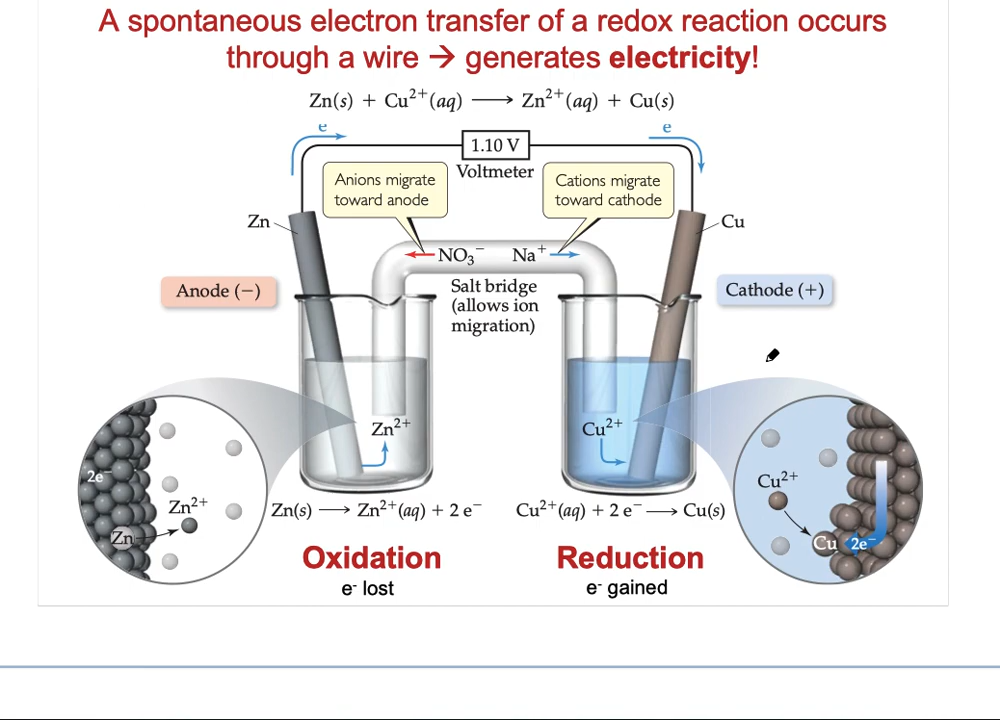 A spontaneous electron transfer of a redox reaction occurs
through a wire → generates electricity!
Zn(s) + Cu²⁺(aq) ⟶ Zn²⁺(aq) + Cu(s)
e
e
1.10 V
Voltmeter
Anions migrate
toward anode
Cations migrate
toward cathode
Zn
Cu
NO₃⁻
Na⁺
Anode (−)
Salt bridge
(allows ion
migration)
Cathode (+)
Zn²⁺
Cu²⁺
2e⁻
Zn²⁺
Zn
Cu²⁺
Cu
2e⁻
Zn(s) ⟶ Zn²⁺(aq) + 2 e⁻
Cu²⁺(aq) + 2 e⁻ ⟶ Cu(s)
Oxidation
e⁻ lost
Reduction
e⁻ gained